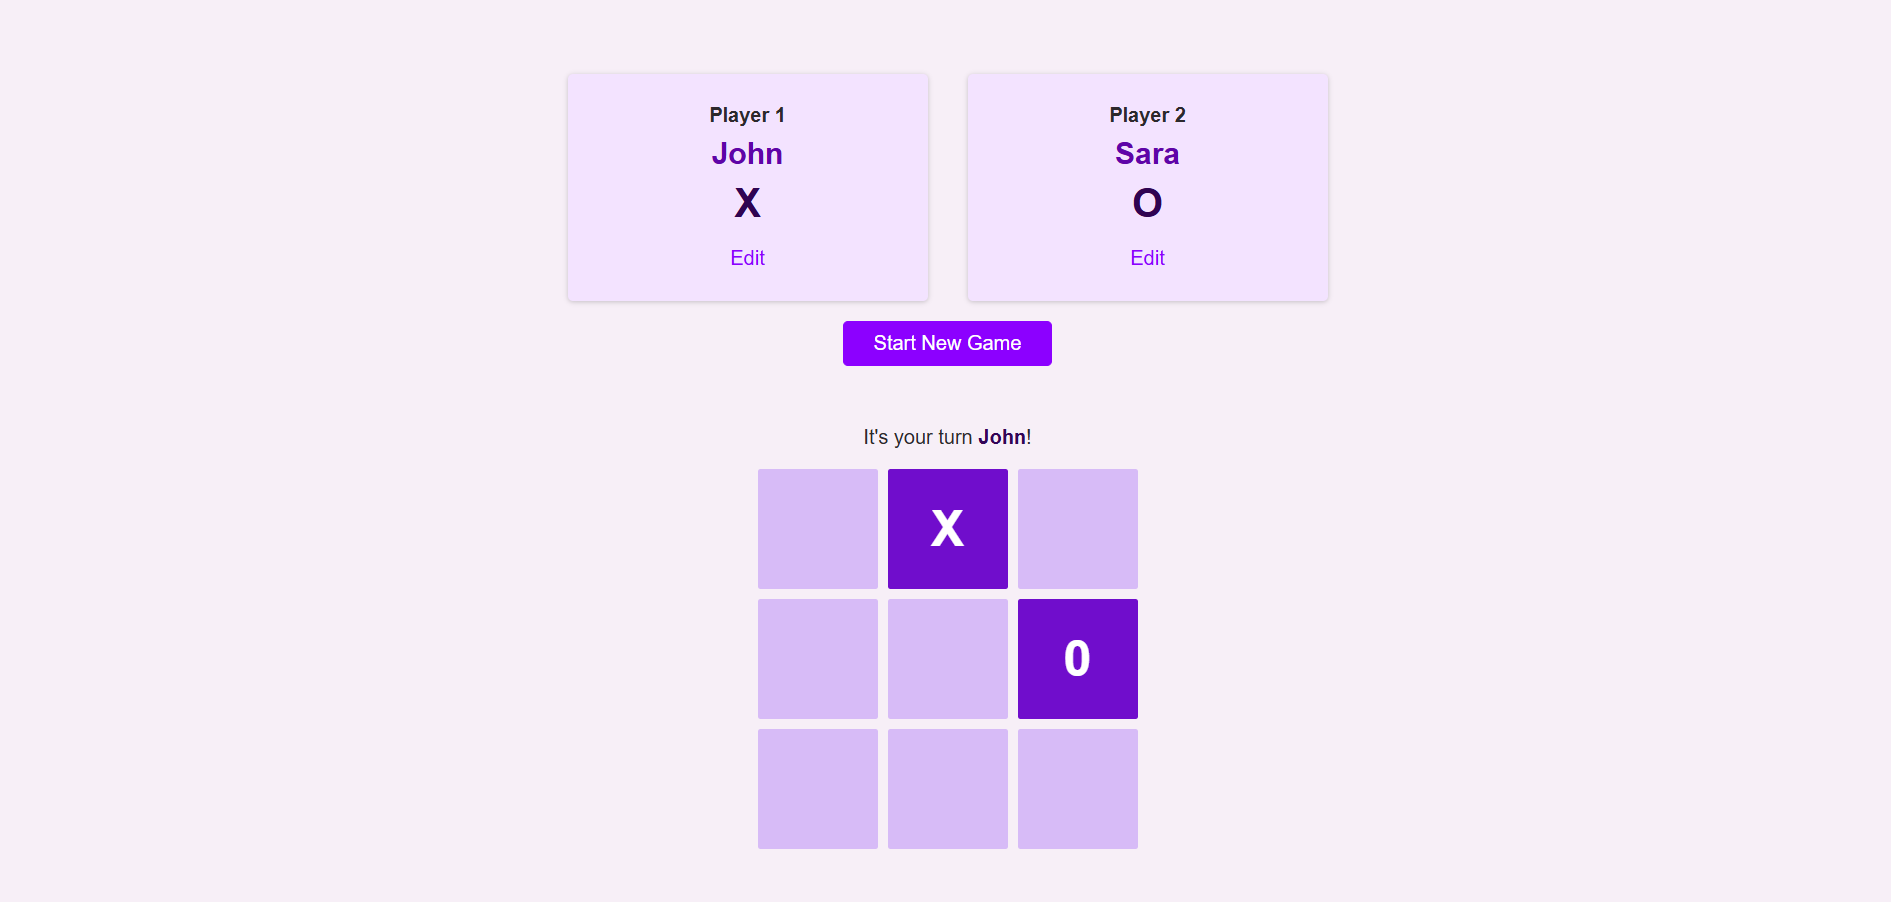 Player 1
John
X
Edit
Player 2
Sara
O
Edit
Start New Game
It's your turn John!
X
0